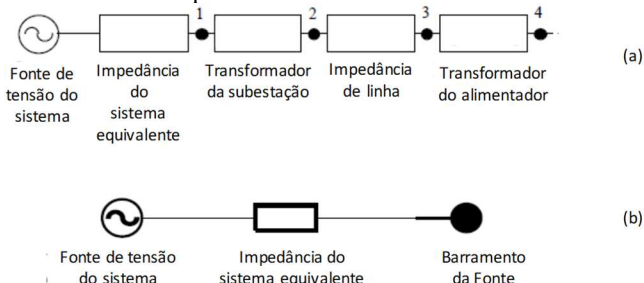 1 2 3 4
Fonte de
tensão do
sistema
Impedância
do
sistema
equivalente
Transformador
da subestação
Impedância
de linha
Transformador
do alimentador
(a)
(b)
Fonte de tensão
do sistema
Impedância do
sistema equivalente
Barramento
da Fonte